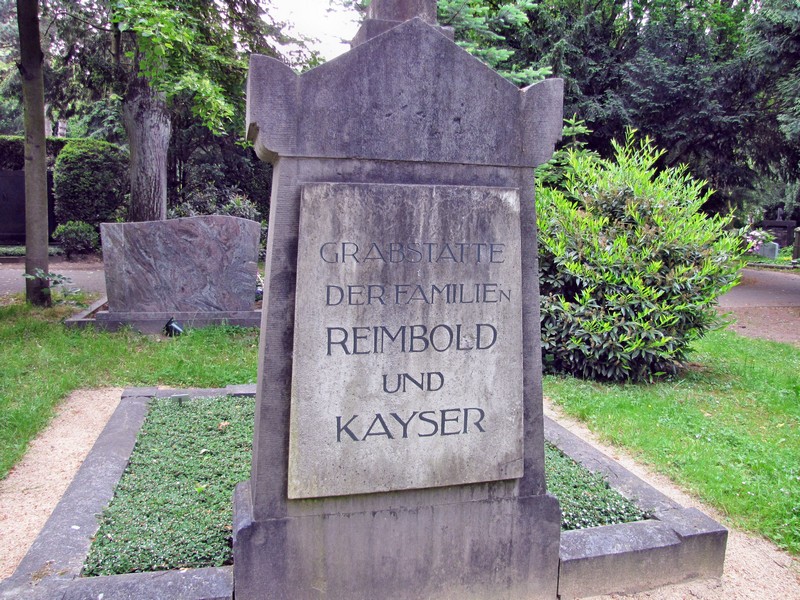 GRABSTÄTTE
DER FAMILIEN
REIMBOLD
UND
KAYSER